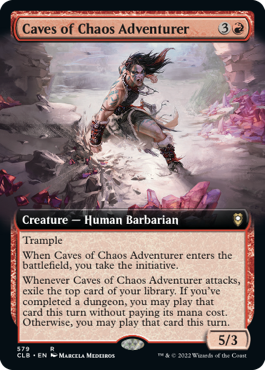 Caves of Chaos Adventurer 3
Creature — Human Barbarian
Trample
When Caves of Chaos Adventurer enters the
battlefield, you take the initiative.
Whenever Caves of Chaos Adventurer attacks,
exile the top card of your library. If you've
completed a dungeon, you may play that
card this turn without paying its mana cost.
Otherwise, you may play that card this turn.
5/3
579 R
CLB • EN Marcela Medeiros
™ & © 2022 Wizards of the Coast